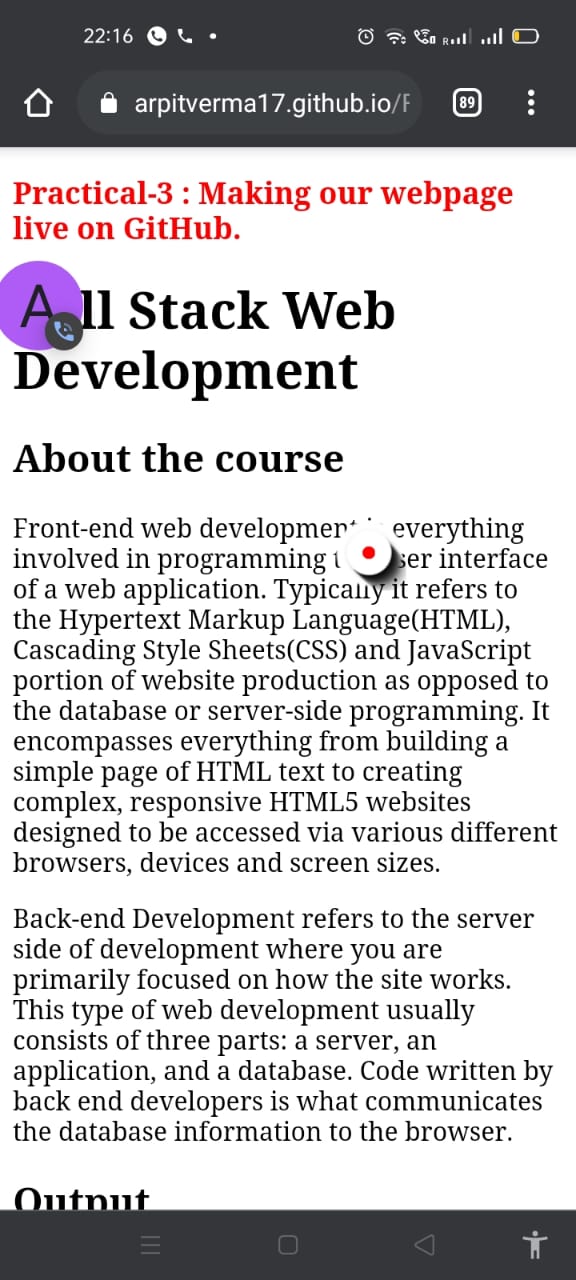 22:16
arpitverma17.github.io/F
89
Practical-3 : Making our webpage
live on GitHub.
A
ll Stack Web
Development
About the course
Front-end web development everything
involved in programming user interface
of a web application. Typically it refers to
the Hypertext Markup Language(HTML),
Cascading Style Sheets(CSS) and JavaScript
portion of website production as opposed to
the database or server-side programming. It
encompasses everything from building a
simple page of HTML text to creating
complex, responsive HTML5 websites
designed to be accessed via various different
browsers, devices and screen sizes.
Back-end Development refers to the server
side of development where you are
primarily focused on how the site works.
This type of web development usually
consists of three parts: a server, an
application, and a database. Code written by
back end developers is what communicates
the database information to the browser.
Output